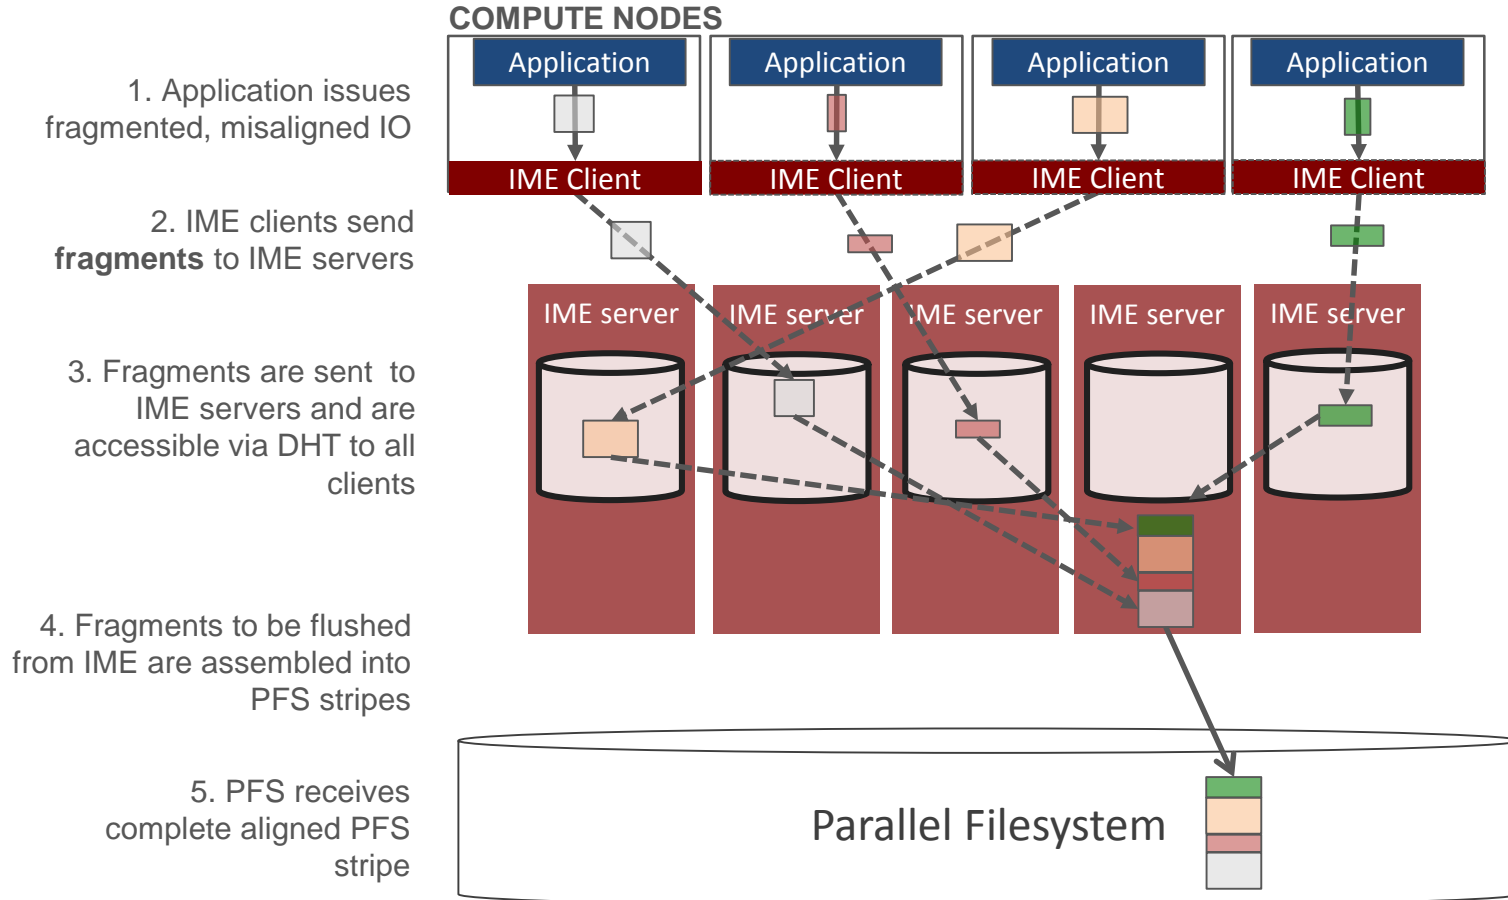 COMPUTE NODES
Application
Application
Application
Application
1. Application issues
fragmented, misaligned IO
IME Client
IME Client
IME Client
IME Client
2. IME clients send
fragments to IME servers
IME server
IME server
IME server
IME server
IME server
3. Fragments are sent to
IME servers and are
accessible via DHT to all
clients
4. Fragments to be flushed
from IME are assembled into
PFS stripes
5. PFS receives
complete aligned PFS
stripe
Parallel Filesystem